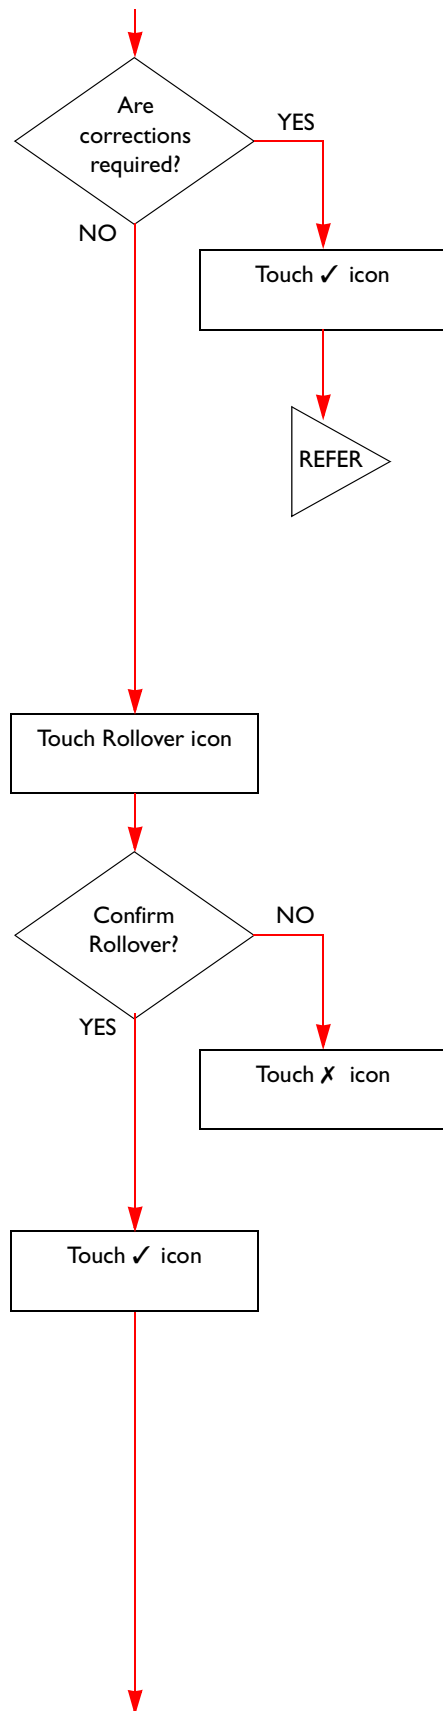 Are
corrections
required?
YES
NO
Touch ✓ icon
REFER
Touch Rollover icon
Confirm
Rollover?
NO
YES
Touch ✗ icon
Touch ✓ icon